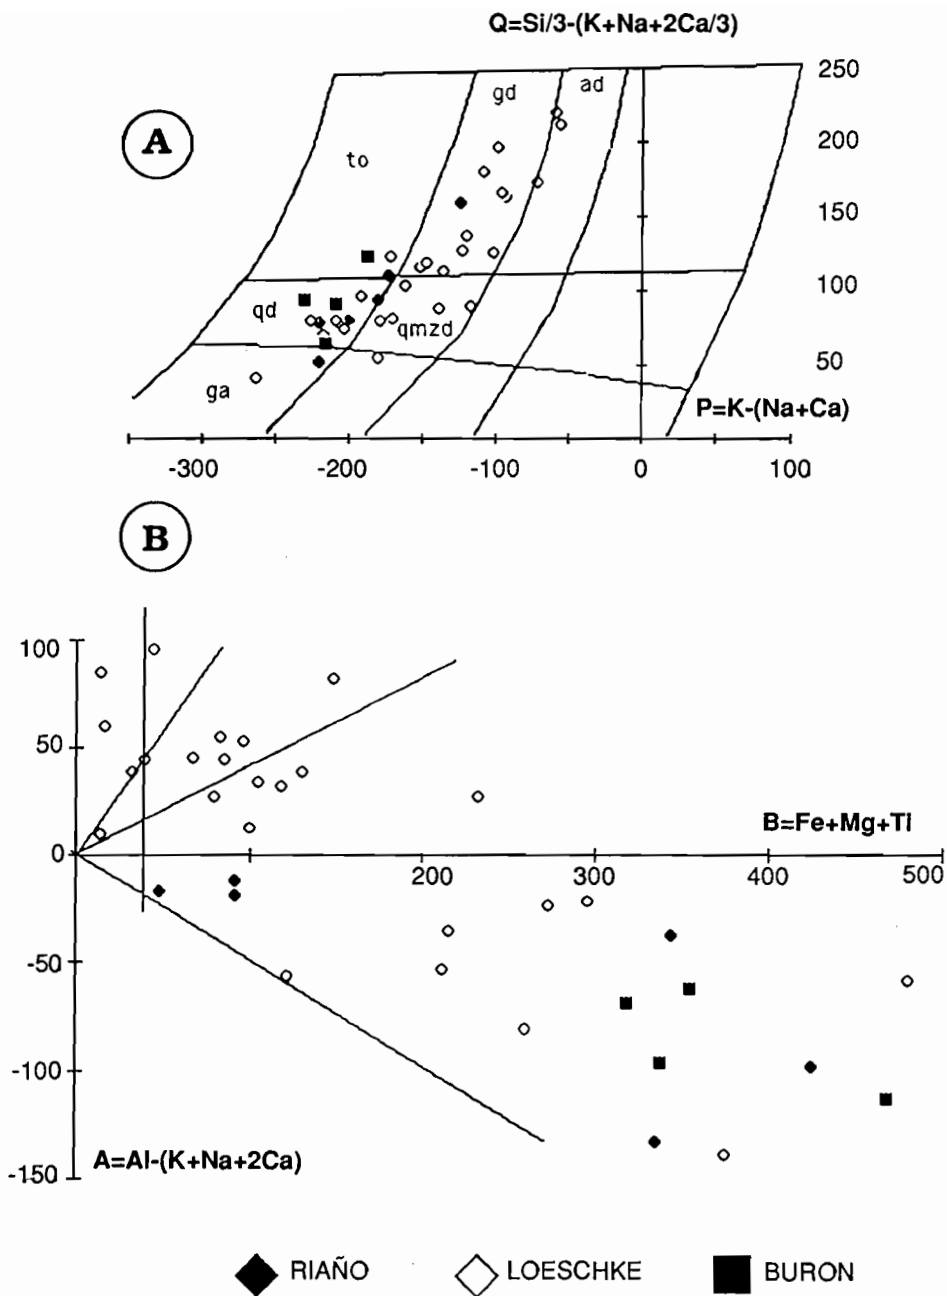 Q=Si/3-(K+Na+2Ca/3)
250
gd
ad
A
to
200
150
100
qd
qmzd
50
ga
P=K-(Na+Ca)
-300
-200
-100
0
100
B
100
50
B=Fe+Mg+Ti
0
200
300
400
500
-50
-100
A=Al-(K+Na+2Ca)
-150
RIAÑO
LOESCHKE
BURON